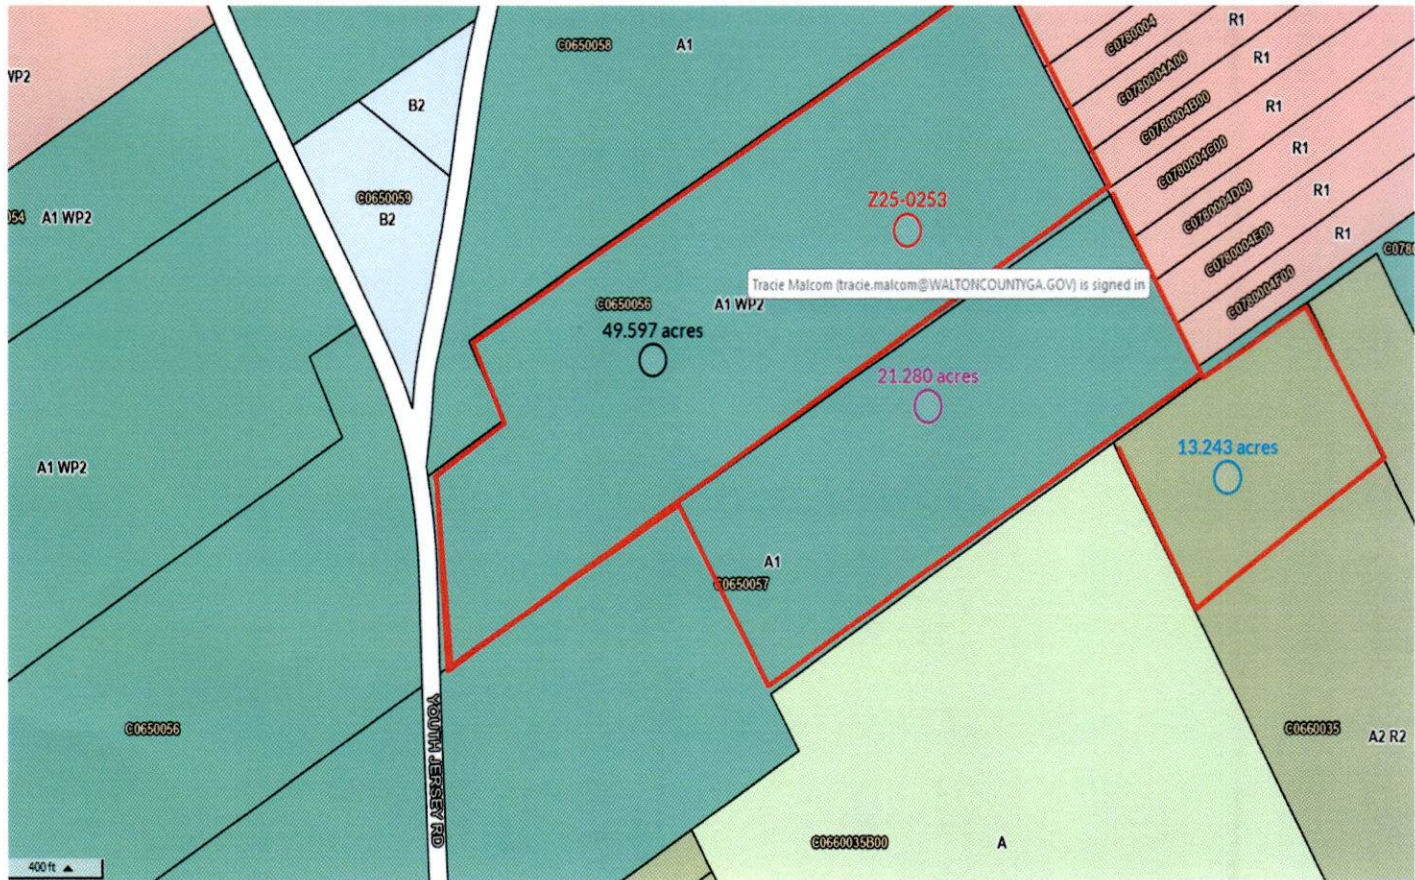 C0650058
A1
C0780004
R1
C0780004A00
R1
C0780004B00
R1
C0780004C00
R1
C0780004D00
R1
C0780004E00
R1
C0780004F00
C078
WP2
B2
C0650059
B2
054
A1 WP2
Z25-0253
Tracie Malcom (tracie.malcom@WALTONCOUNTYGA.GOV) is signed in
C0650056
A1 WP2
49.597 acres
21.280 acres
13.243 acres
A1 WP2
A1
C0650057
C0650056
YOUTH JERSEY RD
C0660035
A2 R2
C0660035B00
A
400 ft